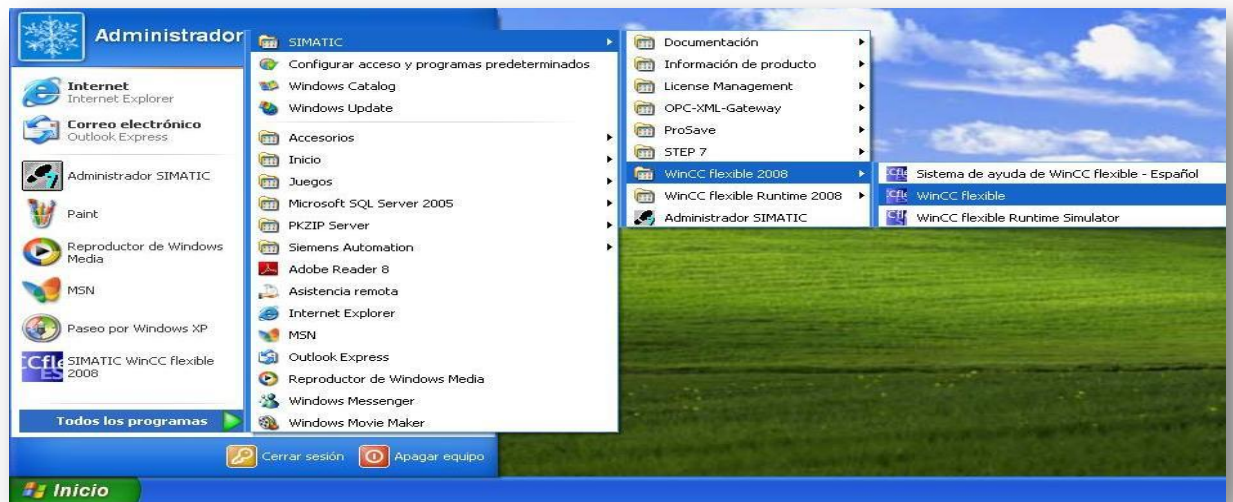 Administrador
Internet
Internet Explorer
Correo electrónico
Outlook Express
Administrador SIMATIC
Paint
Reproductor de Windows
Media
MSN
Paseo por Windows XP
SIMATIC WinCC flexible
2008
Todos los programas
SIMATIC
Configurar acceso y programas predeterminados
Windows Catalog
Windows Update
Accesorios
Inicio
Juegos
Microsoft SQL Server 2005
PKZIP Server
Siemens Automation
Adobe Reader 8
Asistencia remota
Internet Explorer
MSN
Outlook Express
Reproductor de Windows Media
Windows Messenger
Windows Movie Maker
Documentación
Información de producto
License Management
OPC-XML-Gateway
ProSave
STEP 7
WinCC flexible 2008
WinCC flexible Runtime 2008
Administrador SIMATIC
Sistema de ayuda de WinCC flexible - Español
WinCC flexible
WinCC flexible Runtime Simulator
Cerrar sesión
Apagar equipo
Inicio